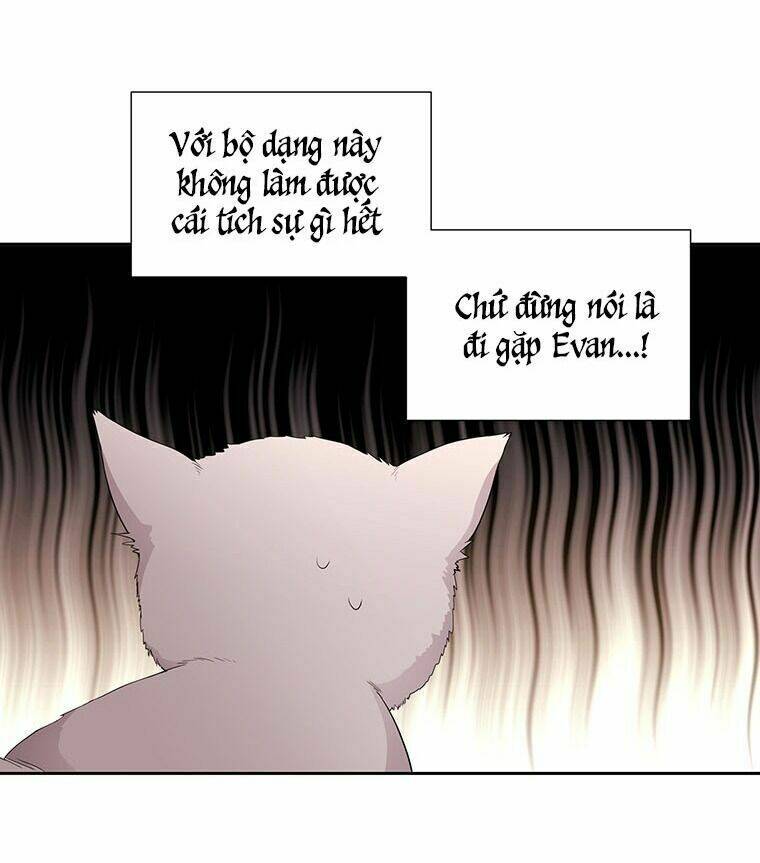 Với bộ dạng này
không làm được
cái tích sự gì hết
Chứ đừng nói là
đi gặp Evan...!